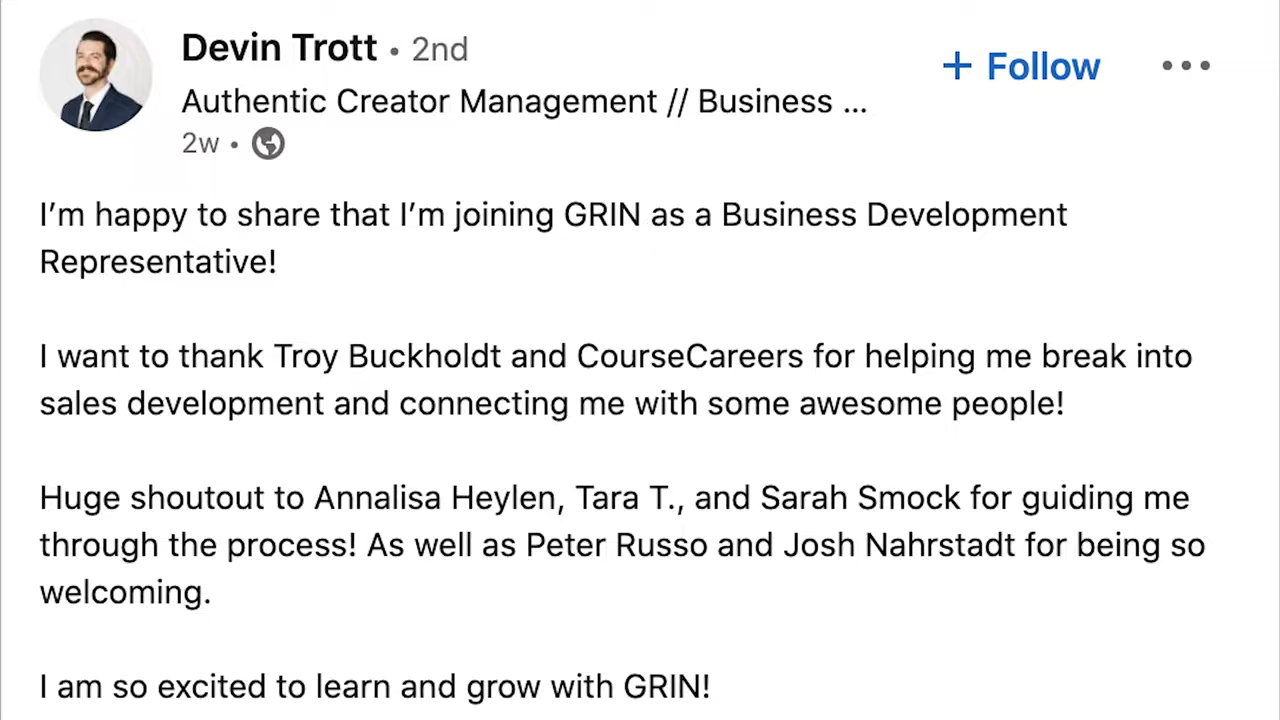 Devin Trott • 2nd
+ Follow
Authentic Creator Management // Business ...
2w •
I’m happy to share that I’m joining GRIN as a Business Development
Representative!
I want to thank Troy Buckholdt and CourseCareers for helping me break into
sales development and connecting me with some awesome people!
Huge shoutout to Annalisa Heylen, Tara T., and Sarah Smock for guiding me
through the process! As well as Peter Russo and Josh Nahrstadt for being so
welcoming.
I am so excited to learn and grow with GRIN!